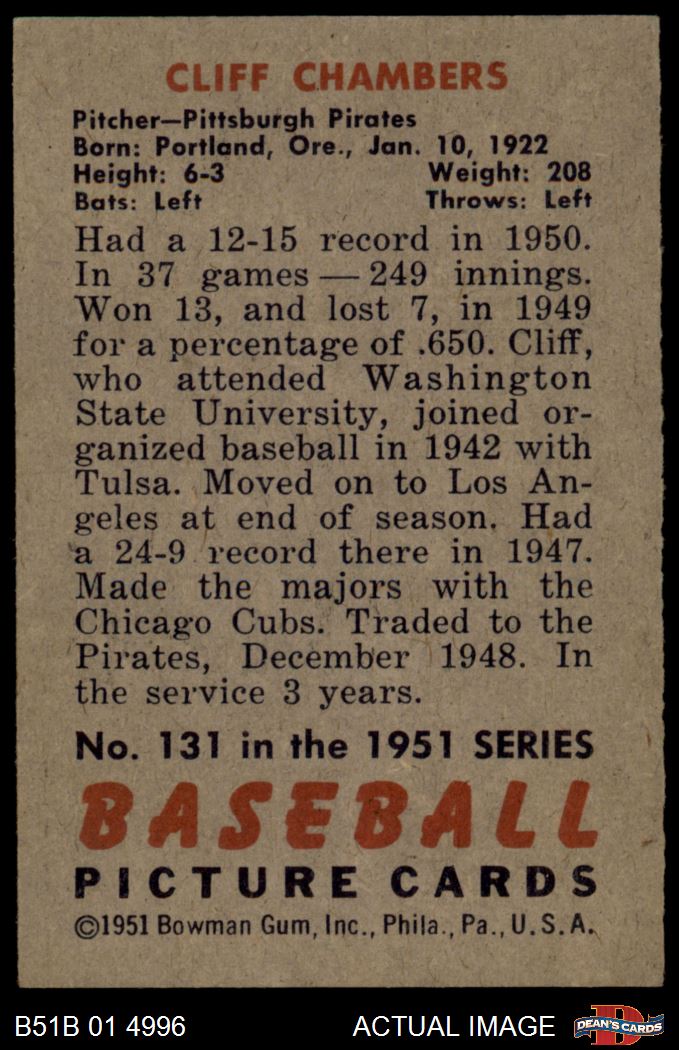 CLIFF CHAMBERS
Pitcher—Pittsburgh Pirates
Born: Portland, Ore., Jan. 10, 1922
Height: 6-3 Weight: 208
Bats: Left Throws: Left
Had a 12-15 record in 1950.
In 37 games — 249 innings.
Won 13, and lost 7, in 1949
for a percentage of .650. Cliff,
who attended Washington
State University, joined or-
ganized baseball in 1942 with
Tulsa. Moved on to Los An-
geles at end of season. Had
a 24-9 record there in 1947.
Made the majors with the
Chicago Cubs. Traded to the
Pirates, December 1948. In
the service 3 years.
No. 131 in the 1951 SERIES
BASEBALL
PICTURE CARDS
©1951 Bowman Gum, Inc., Phila., Pa., U.S.A.
B51B 01 4996 ACTUAL IMAGE D DEAN'S CARDS